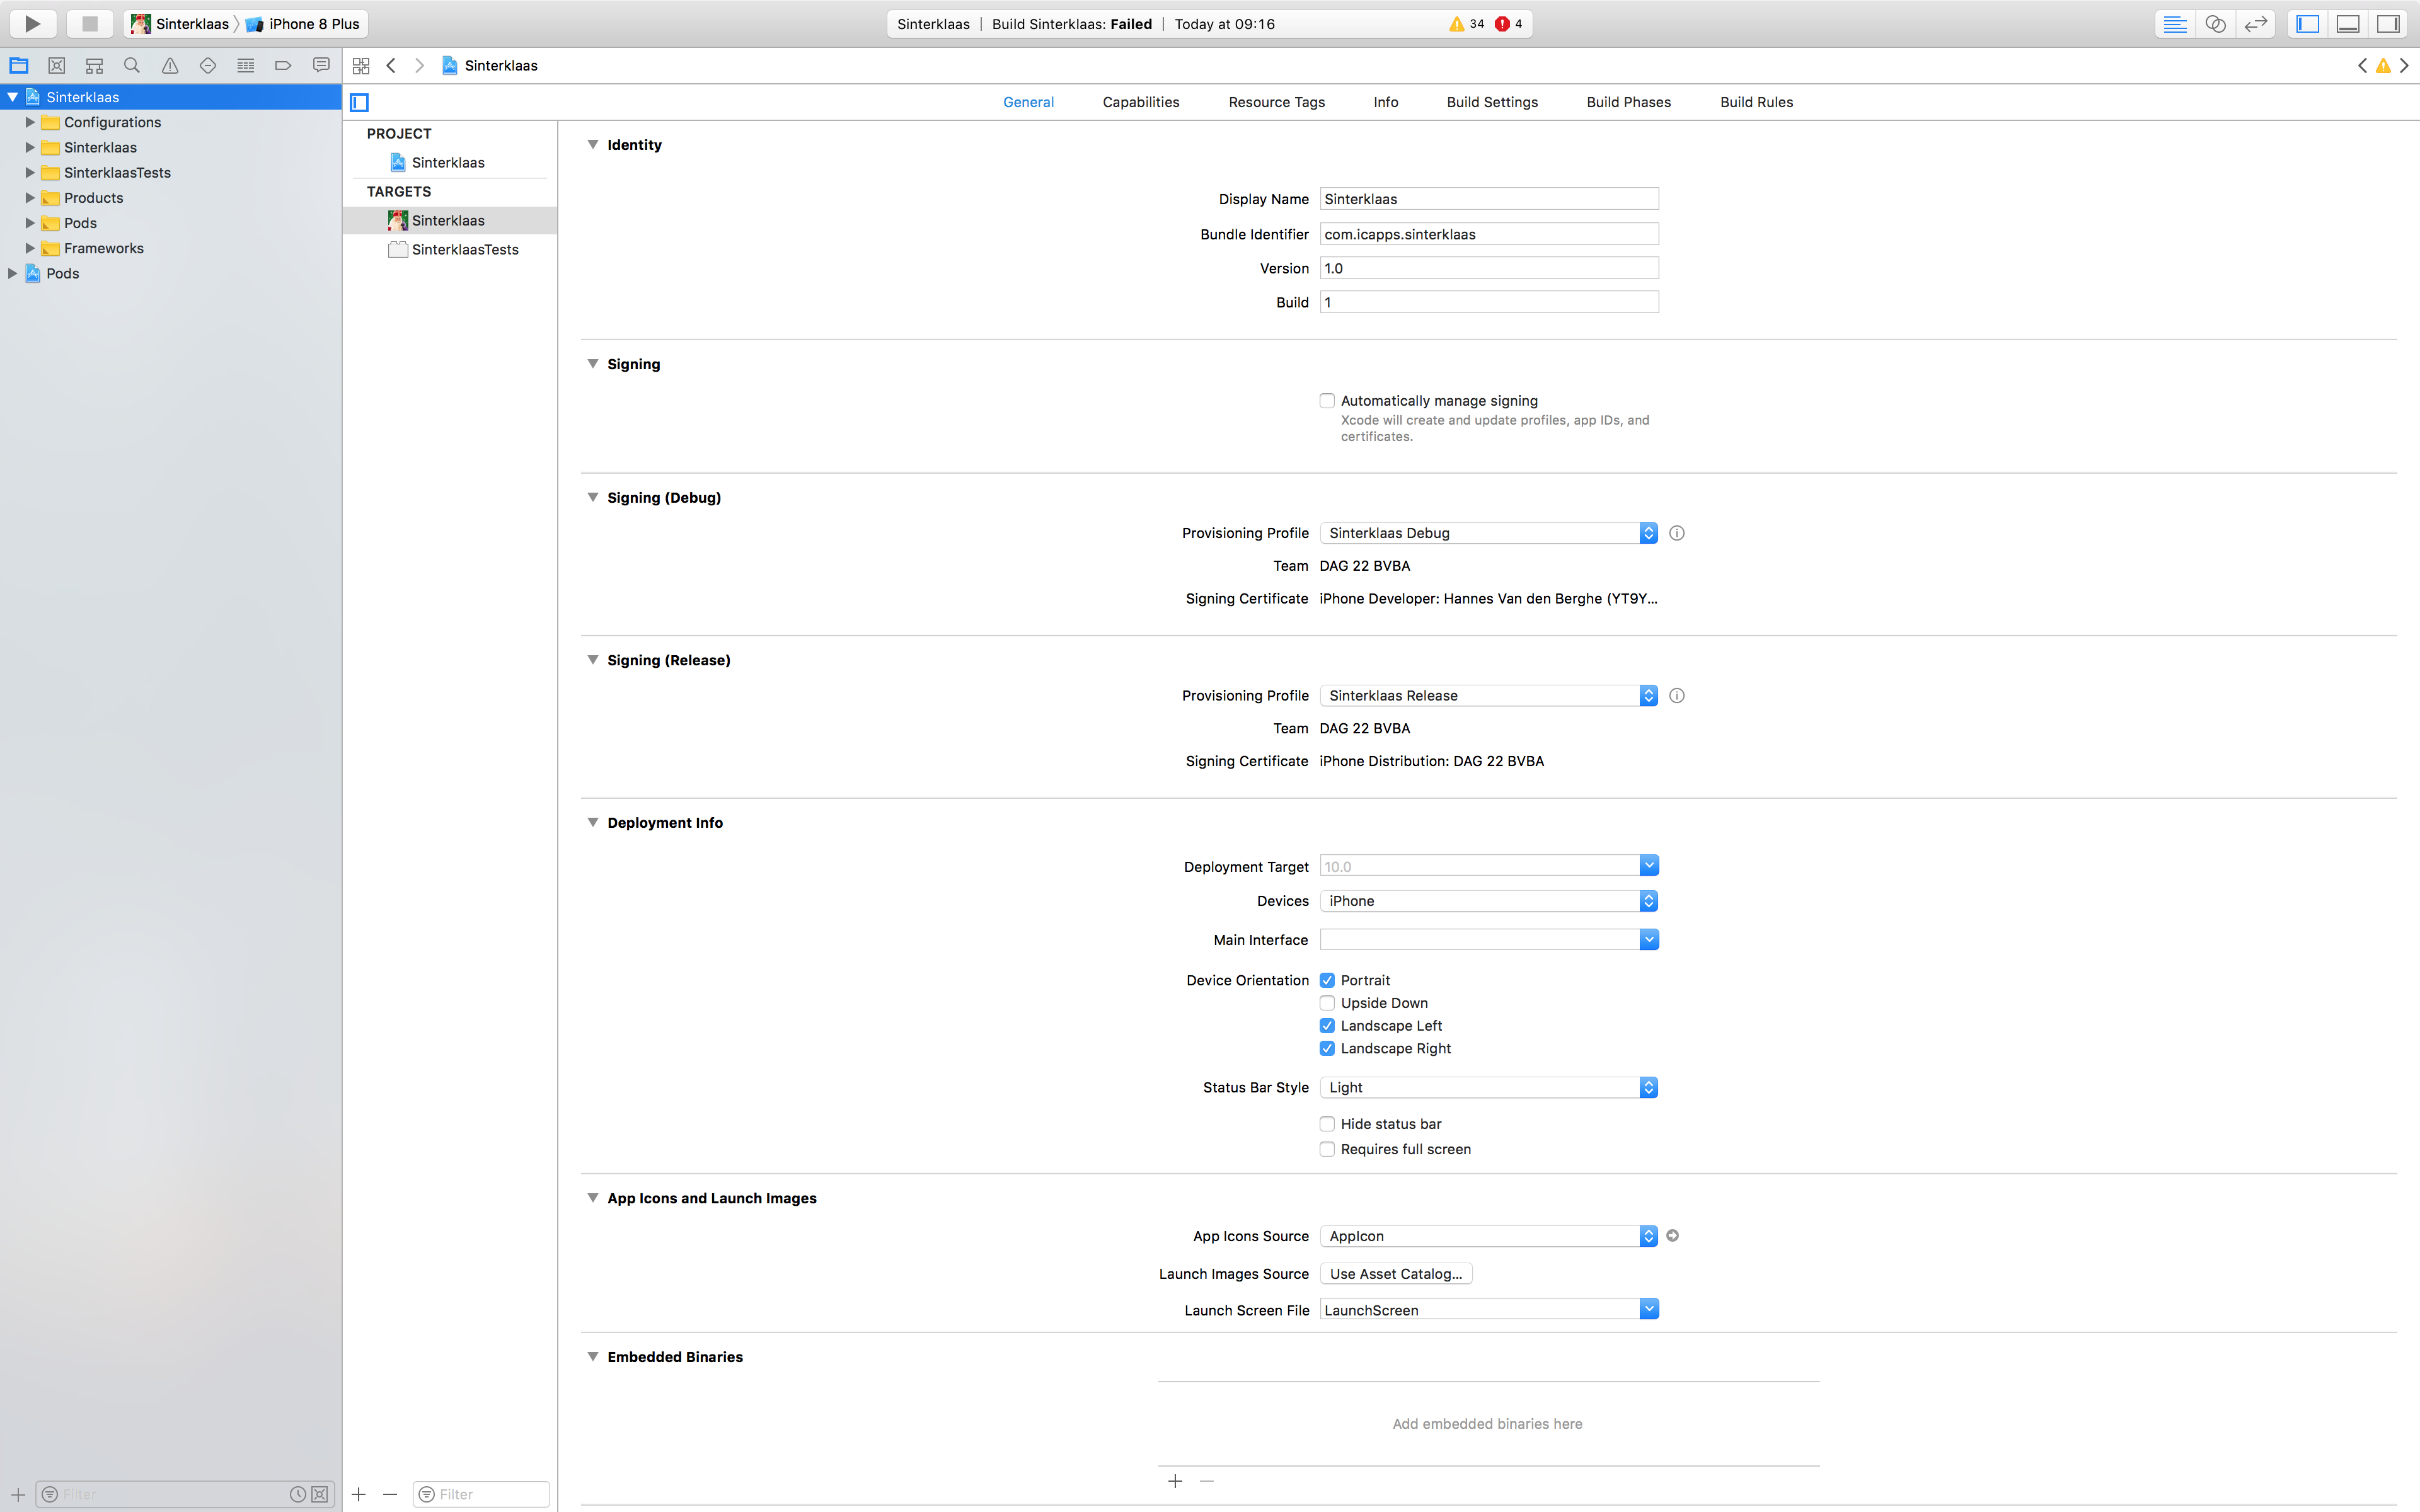 Sinterklaas iPhone 8 Plus
Sinterklaas | Build Sinterklaas: Failed | Today at 09:16 34 4
Sinterklaas
Sinterklaas
Configurations
Sinterklaas
SinterklaasTests
Products
Pods
Frameworks
Pods
Filter
General Capabilities Resource Tags Info Build Settings Build Phases Build Rules
PROJECT
Sinterklaas
TARGETS
Sinterklaas
SinterklaasTests
Filter
Identity
Display Name Sinterklaas
Bundle Identifier com.icapps.sinterklaas
Version 1.0
Build 1
Signing
Automatically manage signing
Xcode will create and update profiles, app IDs, and
certificates.
Signing (Debug)
Provisioning Profile Sinterklaas Debug
Team DAG 22 BVBA
Signing Certificate iPhone Developer: Hannes Van den Berghe (YT9Y...
Signing (Release)
Provisioning Profile Sinterklaas Release
Team DAG 22 BVBA
Signing Certificate iPhone Distribution: DAG 22 BVBA
Deployment Info
Deployment Target 10.0
Devices iPhone
Main Interface
Device Orientation Portrait
Upside Down
Landscape Left
Landscape Right
Status Bar Style Light
Hide status bar
Requires full screen
App Icons and Launch Images
App Icons Source AppIcon
Launch Images Source Use Asset Catalog...
Launch Screen File LaunchScreen
Embedded Binaries
Add embedded binaries here